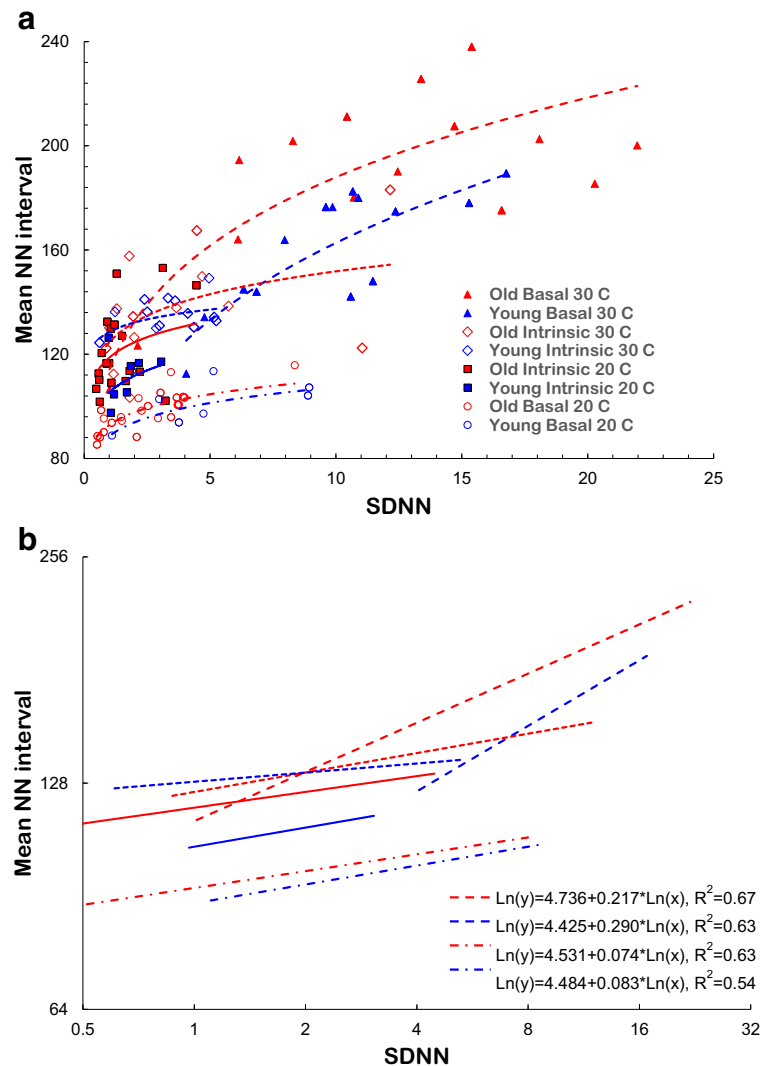 a
240
200
160
120
80
Mean NN interval
Old Basal 30 C
Young Basal 30 C
Old Intrinsic 30 C
Young Intrinsic 30 C
Old Intrinsic 20 C
Young Intrinsic 20 C
Old Basal 20 C
Young Basal 20 C
0 5 10 15 20 25
SDNN
b
256
128
64
Mean NN interval
Ln(y)=4.736+0.217*Ln(x), R²=0.67
Ln(y)=4.425+0.290*Ln(x), R²=0.63
Ln(y)=4.531+0.074*Ln(x), R²=0.63
Ln(y)=4.484+0.083*Ln(x), R²=0.54
0.5 1 2 4 8 16 32
SDNN